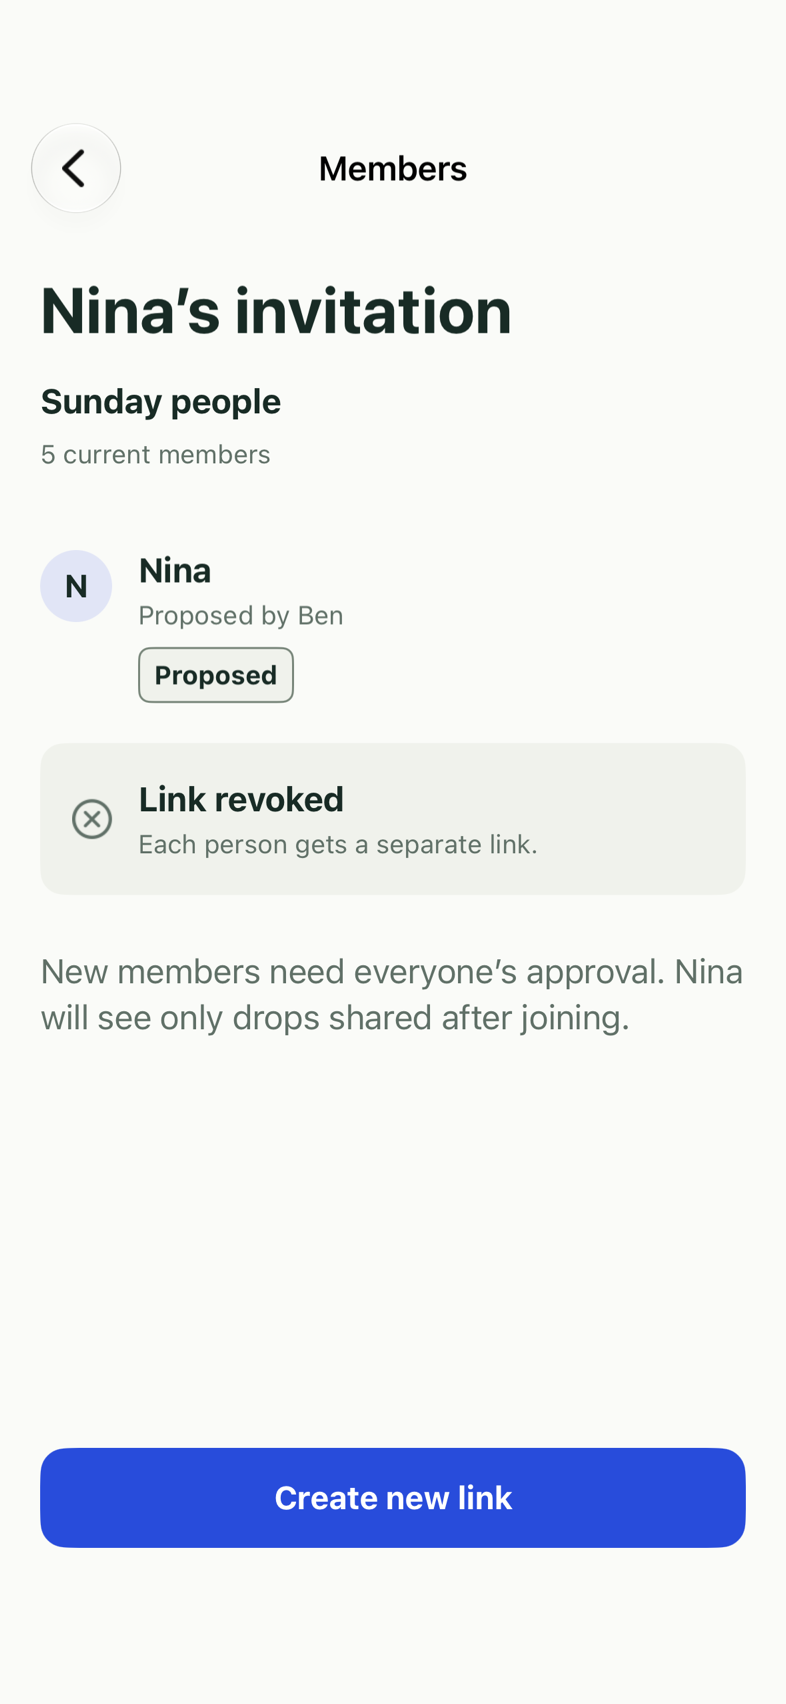 Members
Nina’s invitation
Sunday people
5 current members
N
Nina
Proposed by Ben
Proposed
Link revoked
Each person gets a separate link.
New members need everyone’s approval. Nina
will see only drops shared after joining.
Create new link